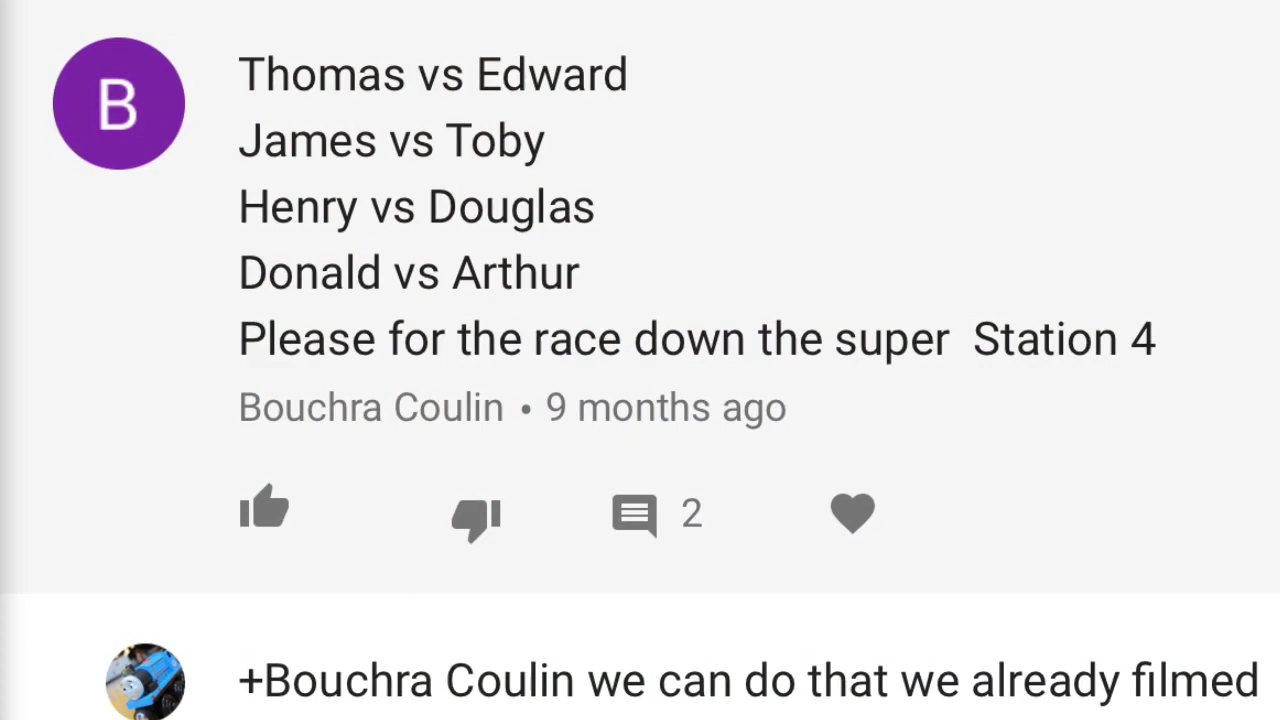 B
Thomas vs Edward
James vs Toby
Henry vs Douglas
Donald vs Arthur
Please for the race down the super  Station 4
Bouchra Coulin • 9 months ago
2
+Bouchra Coulin we can do that we already filmed